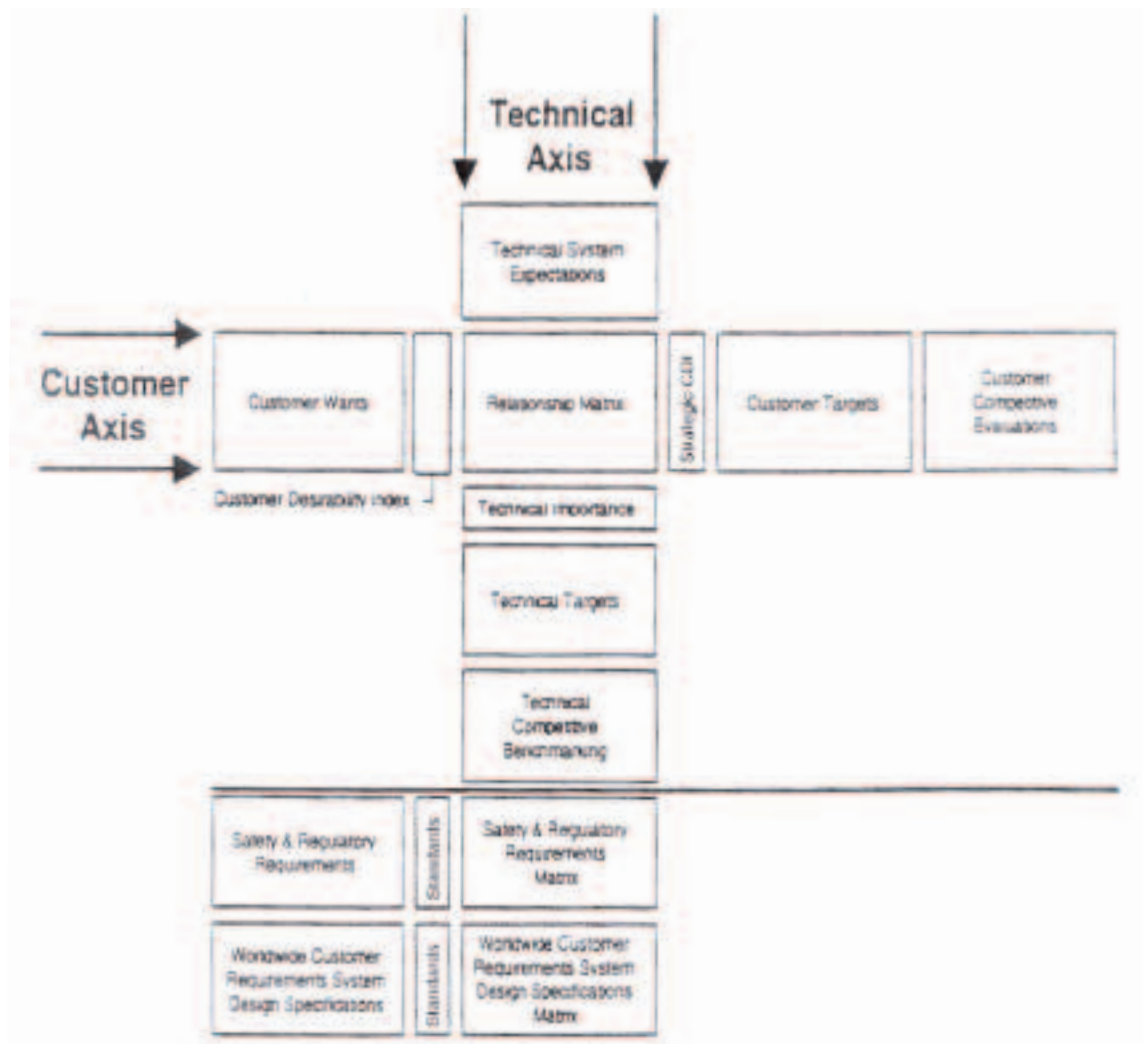 Technical
Axis
Technical System
Expectations
Customer
Axis
Customer Wants
Relationship Matrix
Strategic CDI
Customer Targets
Customer
Competitive
Evaluations
Customer Desirability Index
Technical Importance
Technical Targets
Technical
Competitive
Benchmarking
Safety & Regulatory
Requirements
Standards
Safety & Regulatory
Requirements
Matrix
Worldwide Customer
Requirements System
Design Specifications
Standards
Worldwide Customer
Requirements System
Design Specifications
Matrix